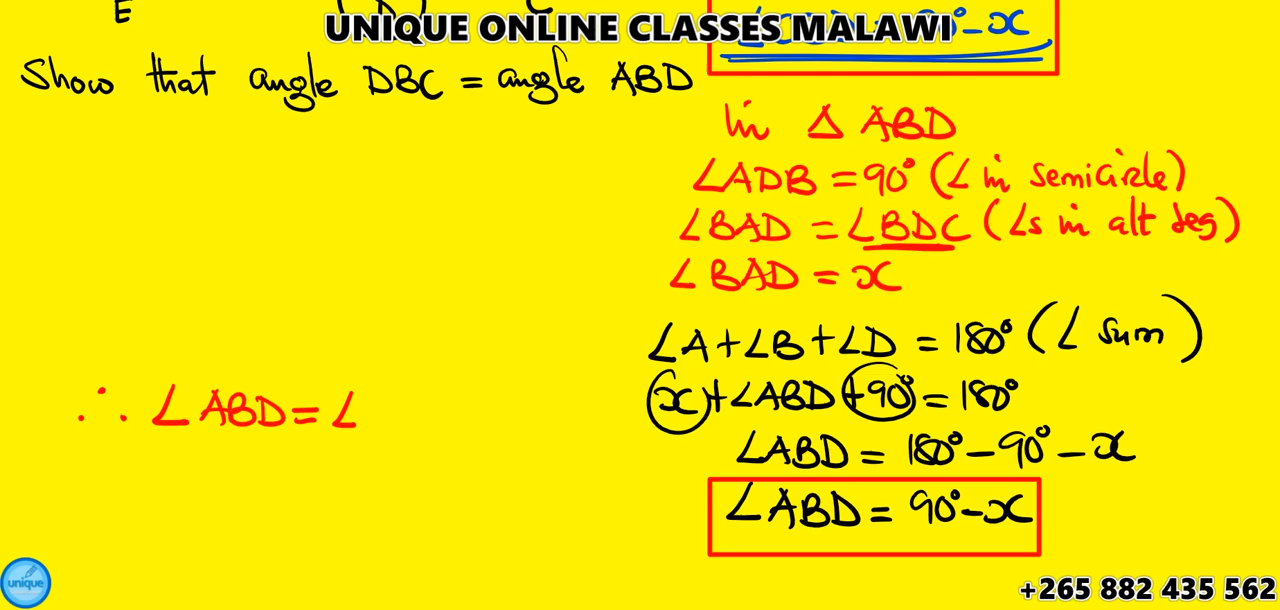 UNIQUE ONLINE CLASSES MALAWI
E
Show that angle DBC = angle ABD
° - x
In Δ ABD
∠ADB = 90° (∠ in semicircle)
∠BAD = ∠BDC (∠s in alt seg)
∠BAD = x
∠A + ∠B + ∠D = 180° (∠ sum)
x + ∠ABD + 90° = 180°
∠ABD = 180° - 90° - x
∠ABD = 90° - x
∴ ∠ABD = ∠
unique
+265 882 435 562